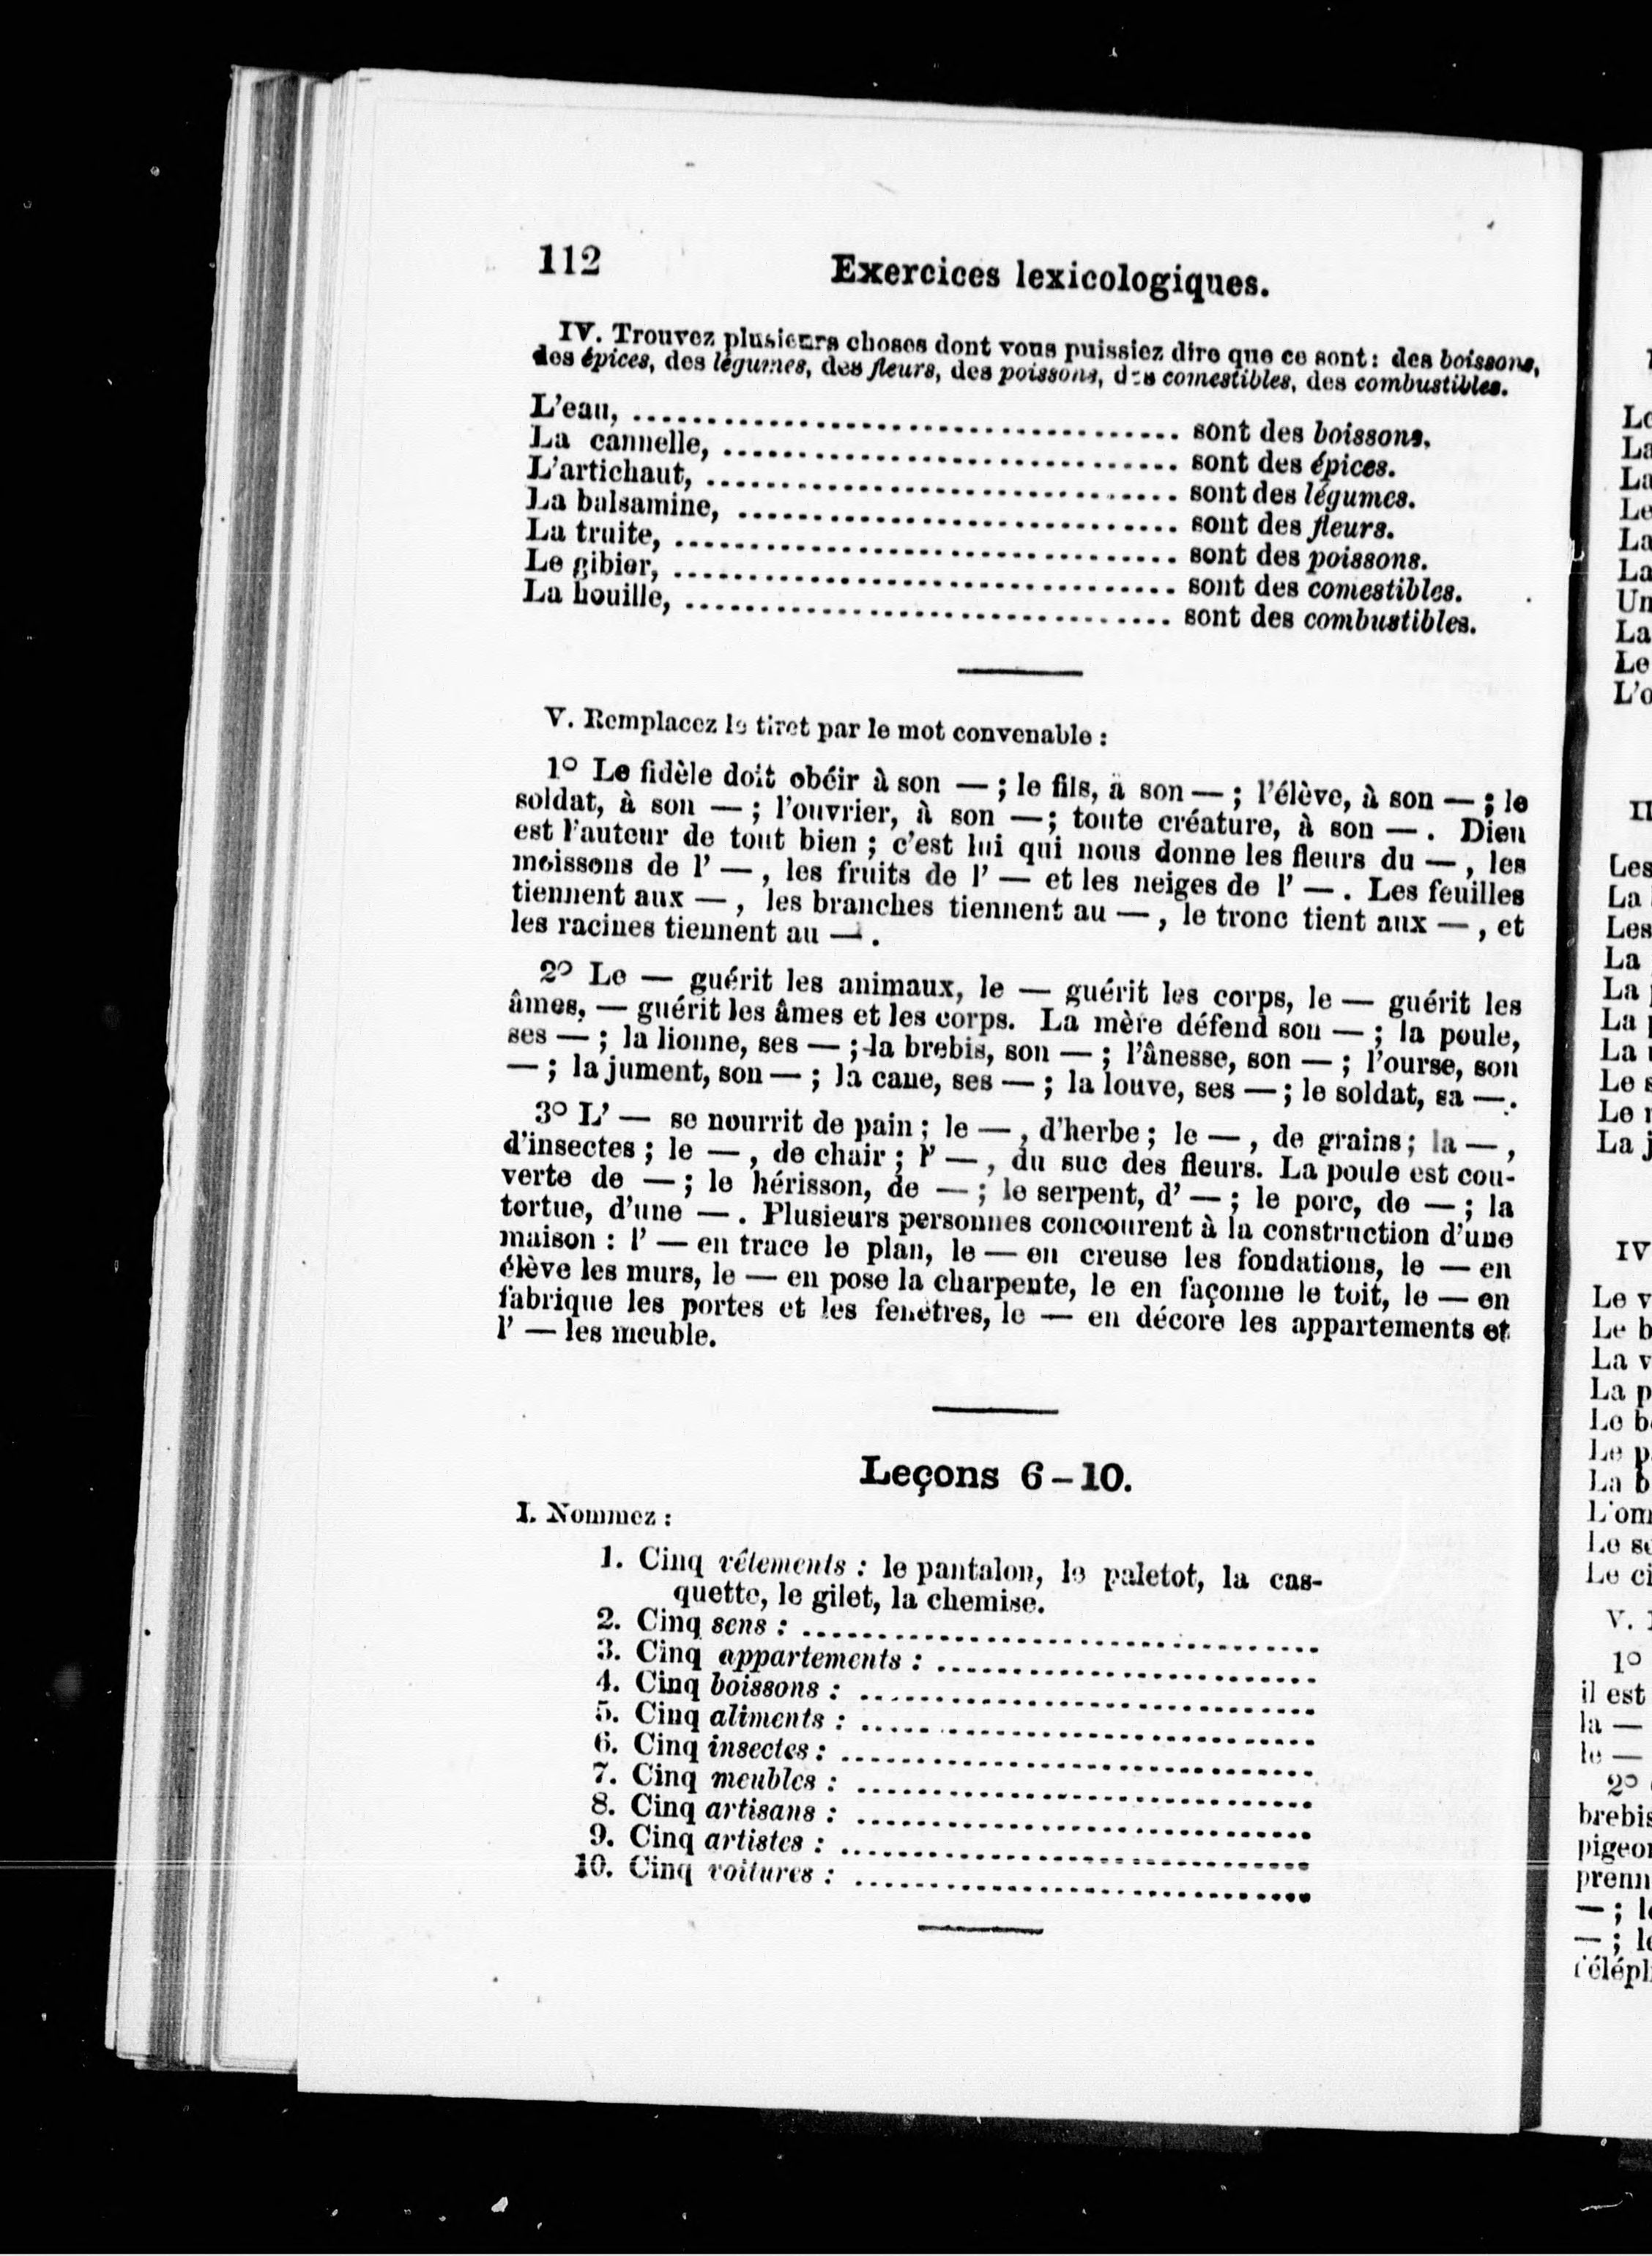 112
Exercices lexicologiques.
IV. Trouvez plusieurs choses dont vous puissiez dire que ce sont: des boissons,
des épices, des légumes, des fleurs, des poissons, des comestibles, des combustibles.
L'eau, ........................................ sont des boissons.
La cannelle, ........................................ sont des épices.
L'artichaut, ........................................ sont des légumes.
La balsamine, ........................................ sont des fleurs.
La truite, ........................................ sont des poissons.
Le gibier, ........................................ sont des comestibles.
La houille, ........................................ sont des combustibles.
V. Remplacez le tiret par le mot convenable :
1º Le fidèle doit obéir à son — ; le fils, à son — ; l'élève, à son — ; le
soldat, à son — ; l'ouvrier, à son — ; toute créature, à son — . Dieu
est l'auteur de tout bien ; c'est lui qui nous donne les fleurs du — , les
moissons de l' — , les fruits de l' — et les neiges de l' — . Les feuilles
tiennent aux — , les branches tiennent au — , le tronc tient aux — , et
les racines tiennent au — .
2º Le — guérit les animaux, le — guérit les corps, le — guérit les
âmes, — guérit les âmes et les corps. La mère défend son — ; la poule,
ses — ; la lionne, ses — ; la brebis, son — ; l'ânesse, son — ; l'ourse, son
— ; la jument, son — ; la cane, ses — ; la louve, ses — ; le soldat, sa — .
3º L' — se nourrit de pain ; le — , d'herbe ; le — , de grains ; la — ,
d'insectes ; le — , de chair ; l' — , du suc des fleurs. La poule est cou-
verte de — ; le hérisson, de — ; le serpent, d' — ; le porc, de — ; la
tortue, d'une — . Plusieurs personnes concourent à la construction d'une
maison : l' — en trace le plan, le — en creuse les fondations, le — en
élève les murs, le — en pose la charpente, le en façonne le toit, le — en
fabrique les portes et les fenêtres, le — en décore les appartements et
l' — les meuble.
Leçons 6-10.
I. Nommez :
1. Cinq vêtements : le pantalon, le paletot, la cas-
quette, le gilet, la chemise.
2. Cinq sens : ........................................
3. Cinq appartements : ........................................
4. Cinq boissons : ........................................
5. Cinq aliments : ........................................
6. Cinq insectes : ........................................
7. Cinq meubles : ........................................
8. Cinq artisans : ........................................
9. Cinq artistes : ........................................
10. Cinq voitures : ........................................